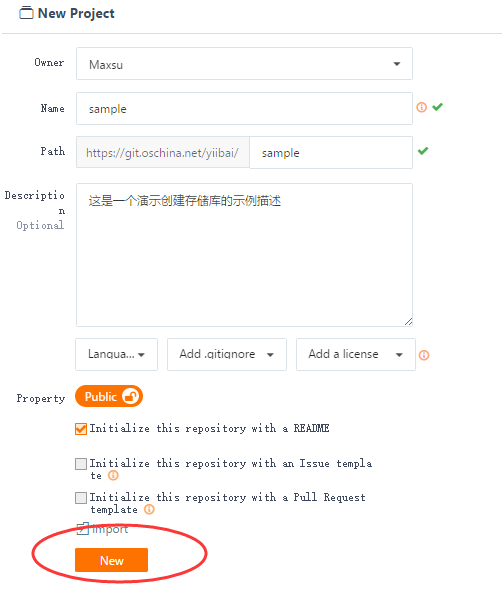 New Project
Owner
Maxsu
Name
sample
Path
https://git.oschina.net/yiibai/
sample
Descriptio
n
Optional
这是一个演示创建存储库的示例描述
Langua...
Add .gitignore
Add a license
Property
Public
Initialize this repository with a README
Initialize this repository with an Issue templa
te
Initialize this repository with a Pull Request
template
Import
New